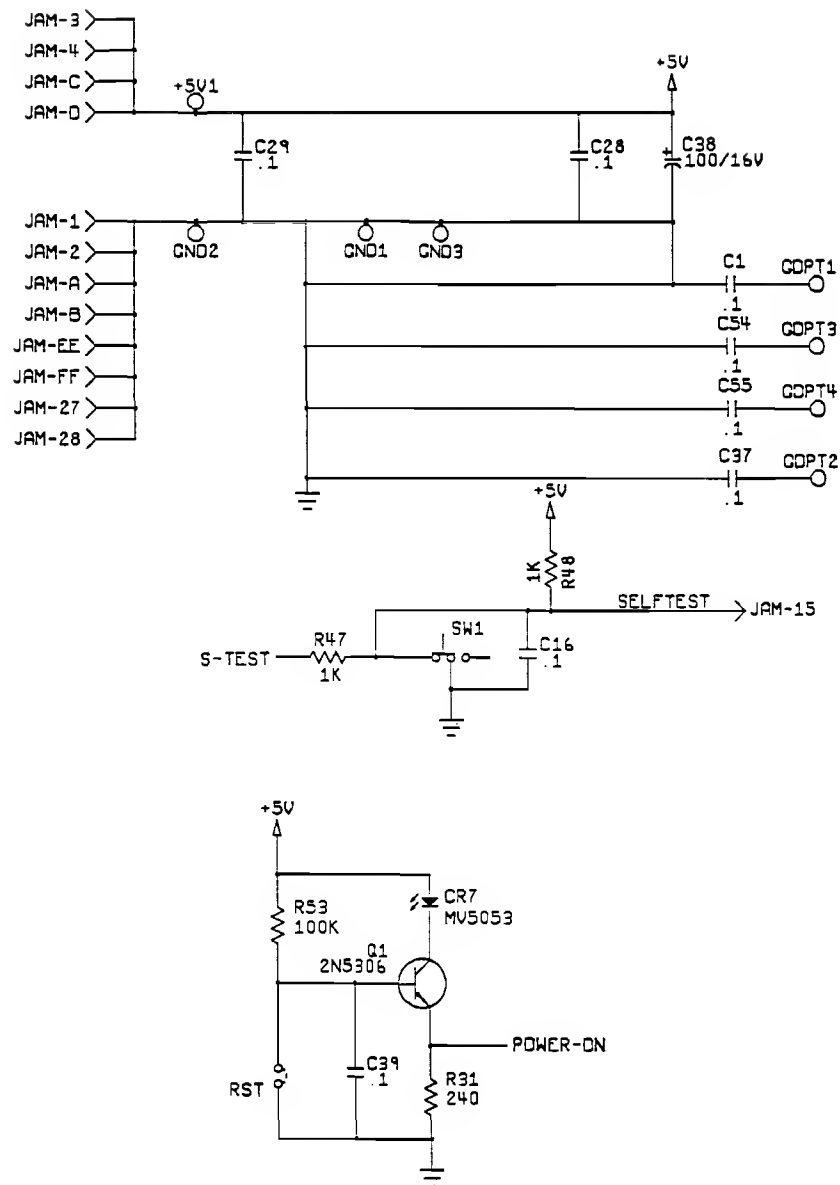 JAM-3
JAM-4
JAM-C
JAM-D
+5V1
+5V
C29
.1
C28
.1
C38
+
100/16V
JAM-1
JAM-2
JAM-A
JAM-B
JAM-EE
JAM-FF
JAM-27
JAM-28
GND2
GND1
GND3
C1
.1
GDPT1
C54
.1
GDPT3
C55
.1
GDPT4
C37
.1
GDPT2
+5V
1K
R48
SELFTEST
JAM-15
S-TEST
R47
1K
SW1
C16
.1
+5V
R53
100K
CR7
MV5053
Q1
2N5306
POWER-ON
RST
C39
.1
R31
240